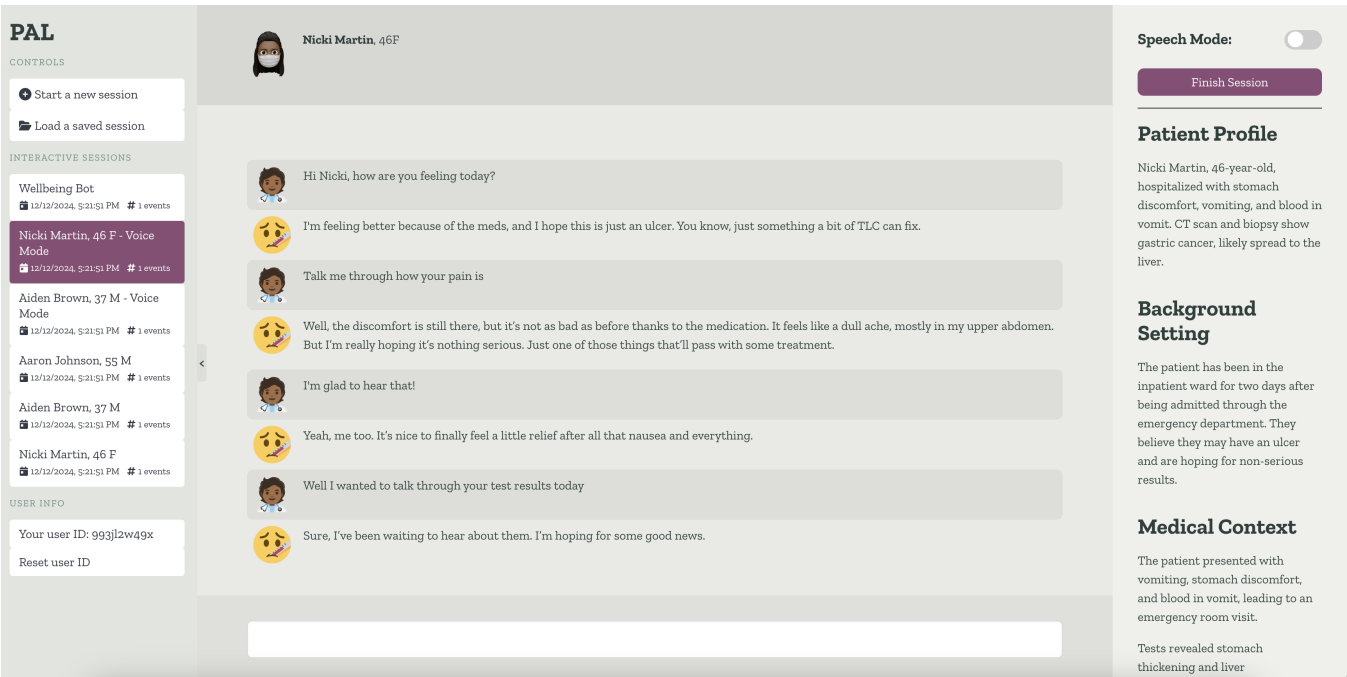 PAL
CONTROLS
Start a new session
Load a saved session
INTERACTIVE SESSIONS
Wellbeing Bot
12/12/2024, 5:21:51 PM # 1 events
Nicki Martin, 46 F - Voice
Mode
12/12/2024, 5:21:51 PM # 1 events
Aiden Brown, 37 M - Voice
Mode
12/12/2024, 5:21:51 PM # 1 events
Aaron Johnson, 55 M
12/12/2024, 5:21:51 PM # 1 events
Aiden Brown, 37 M
12/12/2024, 5:21:51 PM # 1 events
Nicki Martin, 46 F
12/12/2024, 5:21:51 PM # 1 events
USER INFO
Your user ID: 993jl2w49x
Reset user ID
Nicki Martin, 46F
Hi Nicki, how are you feeling today?
I'm feeling better because of the meds, and I hope this is just an ulcer. You know, just something a bit of TLC can fix.
Talk me through how your pain is
Well, the discomfort is still there, but it's not as bad as before thanks to the medication. It feels like a dull ache, mostly in my upper abdomen.
But I'm really hoping it's nothing serious. Just one of those things that'll pass with some treatment.
I'm glad to hear that!
Yeah, me too. It's nice to finally feel a little relief after all that nausea and everything.
Well I wanted to talk through your test results today
Sure, I've been waiting to hear about them. I'm hoping for some good news.
<
Speech Mode:
Finish Session
Patient Profile
Nicki Martin, 46-year-old,
hospitalized with stomach
discomfort, vomiting, and blood in
vomit. CT scan and biopsy show
gastric cancer, likely spread to the
liver.
Background
Setting
The patient has been in the
inpatient ward for two days after
being admitted through the
emergency department. They
believe they may have an ulcer
and are hoping for non-serious
results.
Medical Context
The patient presented with
vomiting, stomach discomfort,
and blood in vomit, leading to an
emergency room visit.
Tests revealed stomach
thickening and liver